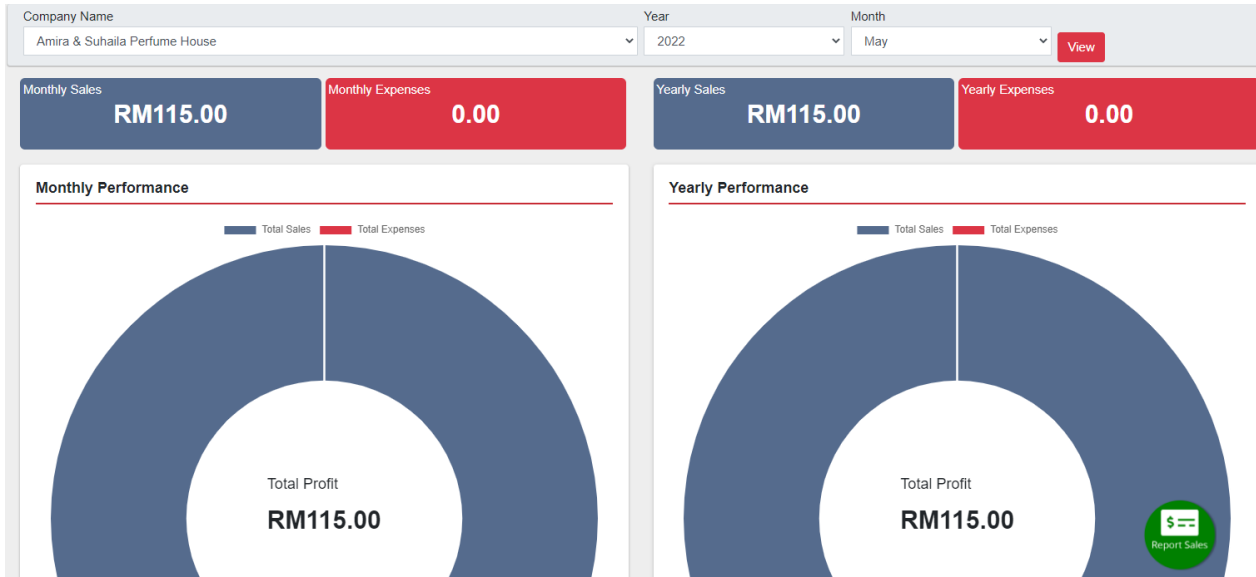 Company Name
Year
Month
Amira & Suhaila Perfume House
2022
May
View
Monthly Sales
RM115.00
Monthly Expenses
0.00
Yearly Sales
RM115.00
Yearly Expenses
0.00
Monthly Performance
Total Sales Total Expenses
Total Profit
RM115.00
Yearly Performance
Total Sales Total Expenses
Total Profit
RM115.00
$
Report Sales